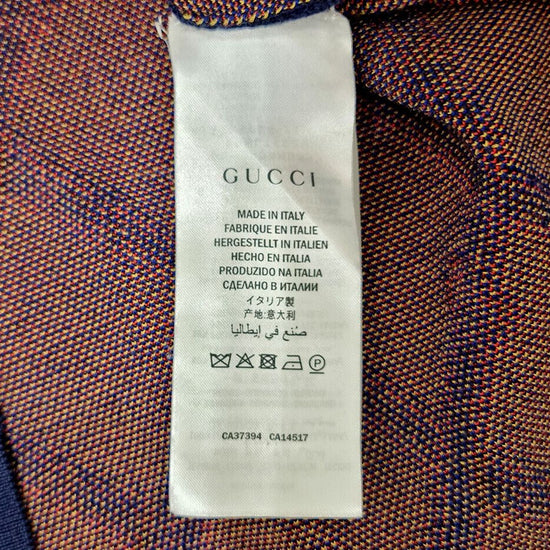 GUCCI
MADE IN ITALY
FABRIQUE EN ITALIE
HERGESTELLT IN ITALIEN
HECHO EN ITALIA
PRODUZIDO NA ITALIA
СДЕЛАНО В ИТАЛИИ
イタリア製
产地:意大利
صنع في إيطاليا
P
CA37394 CA14517